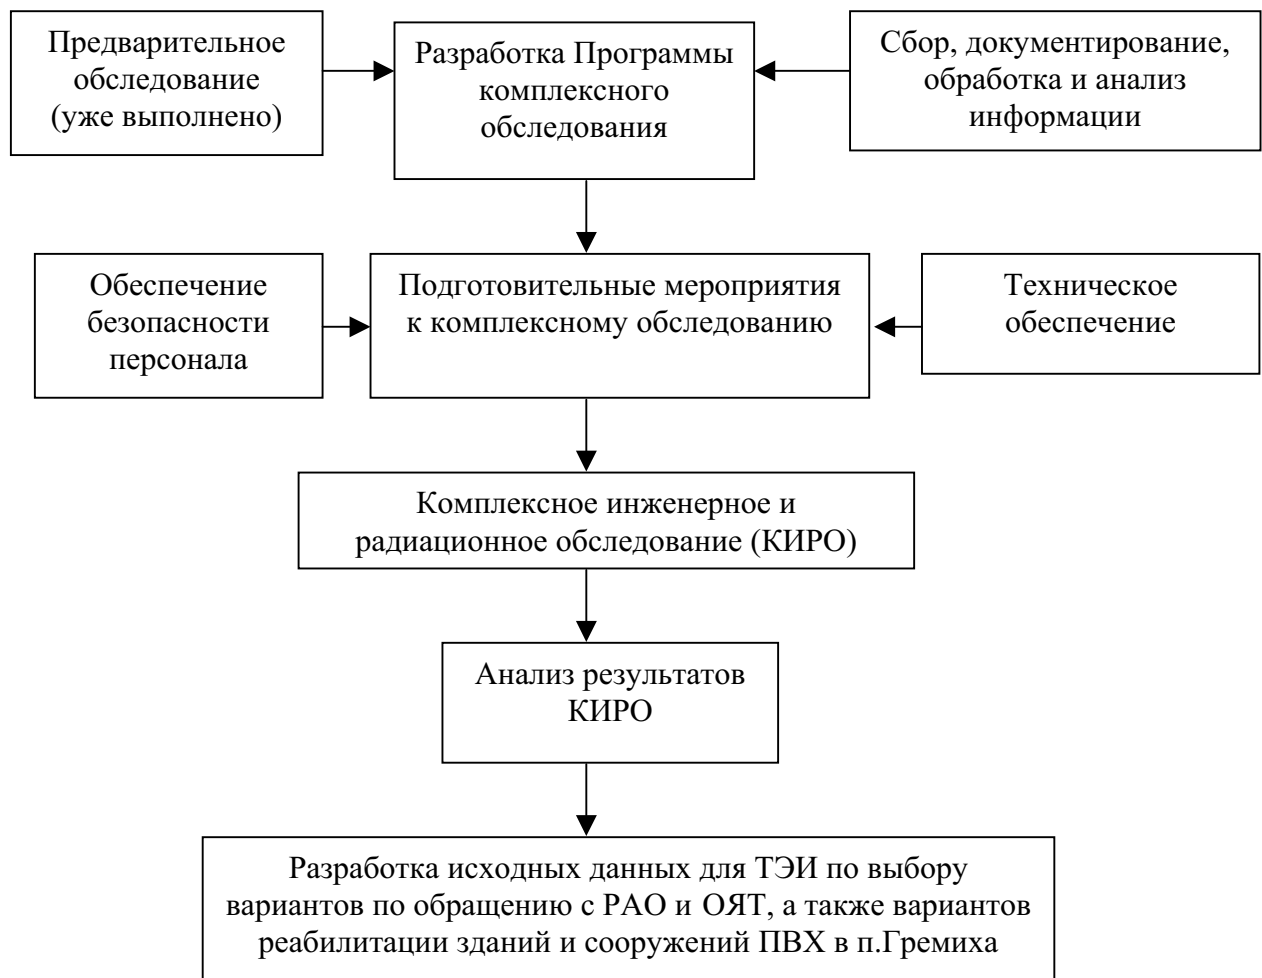 Предварительное
обследование
(уже выполнено)
Разработка Программы
комплексного
обследования
Сбор, документирование,
обработка и анализ
информации
Обеспечение
безопасности
персонала
Подготовительные мероприятия
к комплексному обследованию
Техническое
обеспечение
Комплексное инженерное и
радиационное обследование (КИРО)
Анализ результатов
КИРО
Разработка исходных данных для ТЭИ по выбору
вариантов по обращению с РАО и ОЯТ, а также вариантов
реабилитации зданий и сооружений ПВХ в п.Гремиха